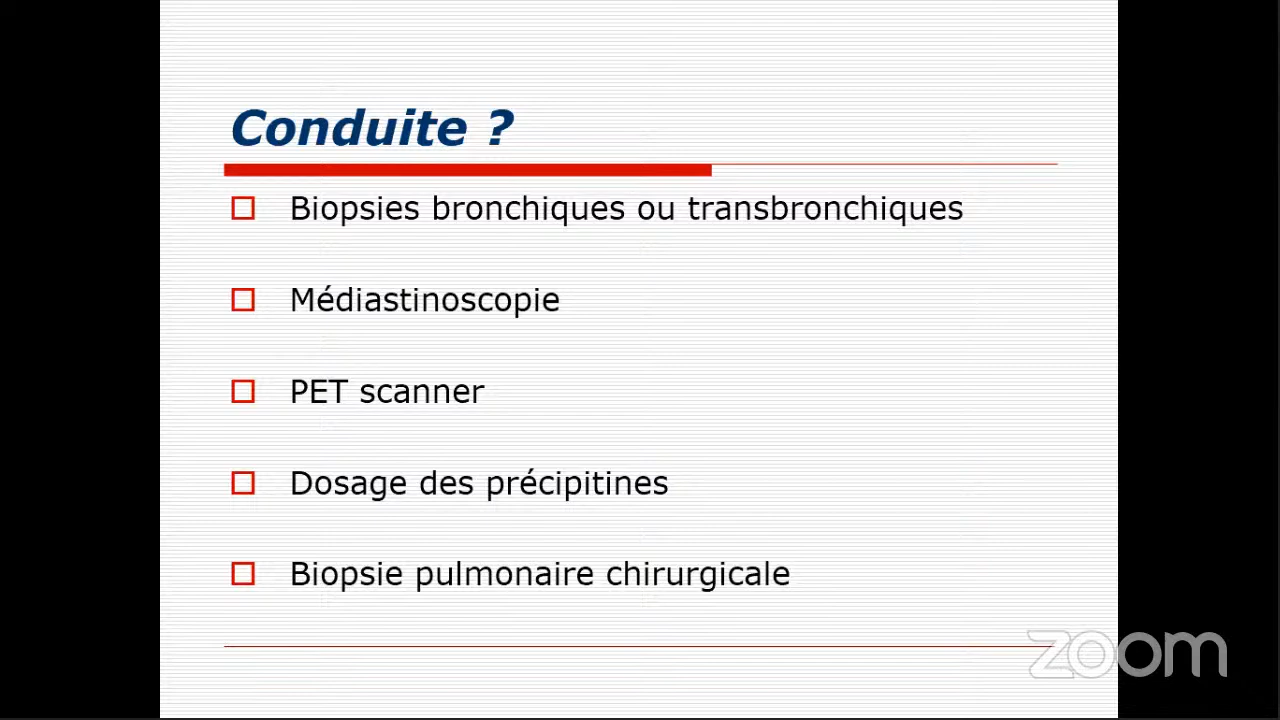 Conduite ?
Biopsies bronchiques ou transbronchiques
Médiastinoscopie
PET scanner
Dosage des précipitines
Biopsie pulmonaire chirurgicale
zoom